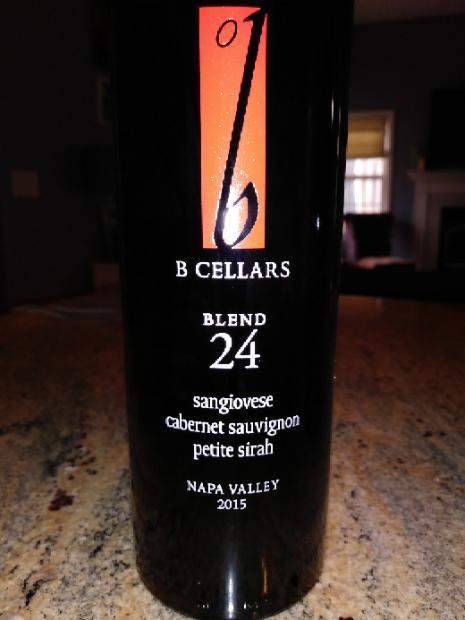 B CELLARS
BLEND
24
sangiovese
cabernet sauvignon
petite sirah
NAPA VALLEY
2015